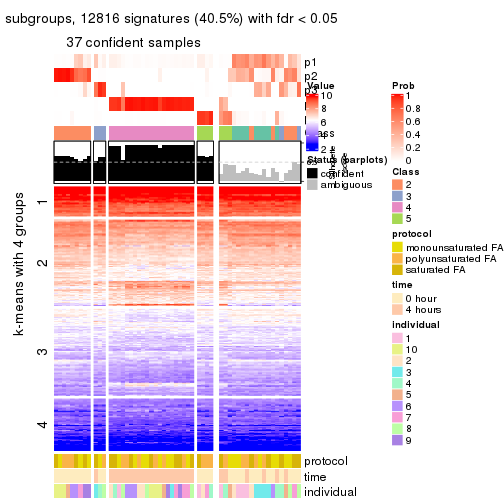 subgroups, 12816 signatures (40.5%) with fdr < 0.05
37 confident samples
p1
p2
Value
10
8
6
2
Status (barplots)
confident
ambiguous
Prob
1
0.8
0.6
0.4
0.2
0
Class
2
3
4
5
protocol
monounsaturated FA
polyunsaturated FA
saturated FA
time
0 hour
4 hours
individual
1
10
2
3
4
5
6
7
8
9
k-means with 4 groups
1
2
3
4
protocol
time
individual